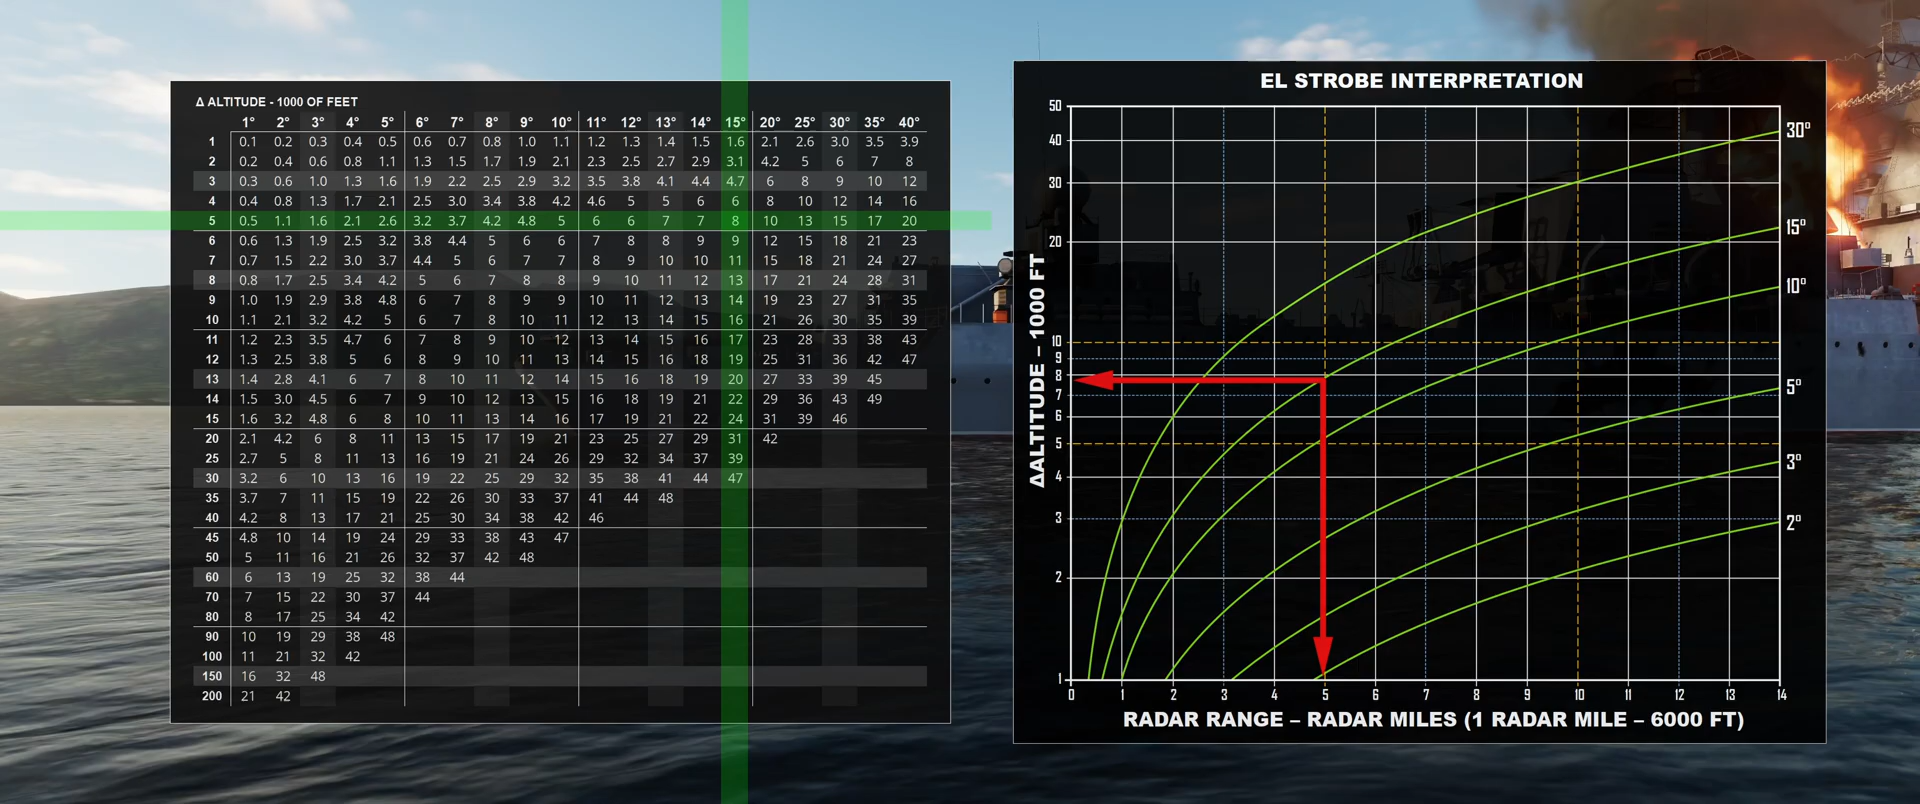 Δ ALTITUDE - 1000 OF FEET
1° 2° 3° 4° 5° 6° 7° 8° 9° 10° 11° 12° 13° 14° 15° 20° 25° 30° 35° 40°
1 0.1 0.2 0.3 0.4 0.5 0.6 0.7 0.8 1.0 1.1 1.2 1.3 1.4 1.5 1.6 2.1 2.6 3.0 3.5 3.9
2 0.2 0.4 0.6 0.8 1.1 1.3 1.5 1.7 1.9 2.1 2.3 2.5 2.7 2.9 3.1 4.2 5 6 7 8
3 0.3 0.6 1.0 1.3 1.6 1.9 2.2 2.5 2.9 3.2 3.5 3.8 4.1 4.4 4.7 6 8 9 10 12
4 0.4 0.8 1.3 1.7 2.1 2.5 3.0 3.4 3.8 4.2 4.6 5 5 6 6 8 10 12 14 16
5 0.5 1.1 1.6 2.1 2.6 3.2 3.7 4.2 4.8 5 6 6 7 7 8 10 13 15 17 20
6 0.6 1.3 1.9 2.5 3.2 3.8 4.4 5 6 6 7 8 8 9 9 12 15 18 21 23
7 0.7 1.5 2.2 3.0 3.7 4.4 5 6 7 7 8 9 10 10 11 15 18 21 24 27
8 0.8 1.7 2.5 3.4 4.2 5 6 7 8 8 9 10 11 12 13 17 21 24 28 31
9 1.0 1.9 2.9 3.8 4.8 6 7 8 9 9 10 11 12 13 14 19 23 27 31 35
10 1.1 2.1 3.2 4.2 5 6 7 8 10 11 12 13 14 15 16 21 26 30 35 39
11 1.2 2.3 3.5 4.7 6 7 8 9 10 12 13 14 15 16 17 23 28 33 38 43
12 1.3 2.5 3.8 5 6 8 9 10 11 13 14 15 16 18 19 25 31 36 42 47
13 1.4 2.8 4.1 6 7 8 10 11 12 14 15 16 18 19 20 27 33 39 45
14 1.5 3.0 4.5 6 7 9 10 12 13 15 16 18 19 21 22 29 36 43 49
15 1.6 3.2 4.8 6 8 10 11 13 14 16 17 19 21 22 24 31 39 46
20 2.1 4.2 6 8 11 13 15 17 19 21 23 25 27 29 31 42
25 2.7 5 8 11 13 16 19 21 24 26 29 32 34 37 39
30 3.2 6 10 13 16 19 22 25 29 32 35 38 41 44 47
35 3.7 7 11 15 19 22 26 30 33 37 41 44 48
40 4.2 8 13 17 21 25 30 34 38 42 46
45 4.8 10 14 19 24 29 33 38 43 47
50 5 11 16 21 26 32 37 42 48
60 6 13 19 25 32 38 44
70 7 15 22 30 37 44
80 8 17 25 34 42
90 10 19 29 38 48
100 11 21 32 42
150 16 32 48
200 21 42
EL STROBE INTERPRETATION
ΔALTITUDE – 1000 FT
50
40
30
20
10
9
8
7
6
5
4
3
2
1
30°
15°
10°
5°
3°
2°
0 1 2 3 4 5 6 7 8 9 10 11 12 13 14
RADAR RANGE – RADAR MILES (1 RADAR MILE – 6000 FT)